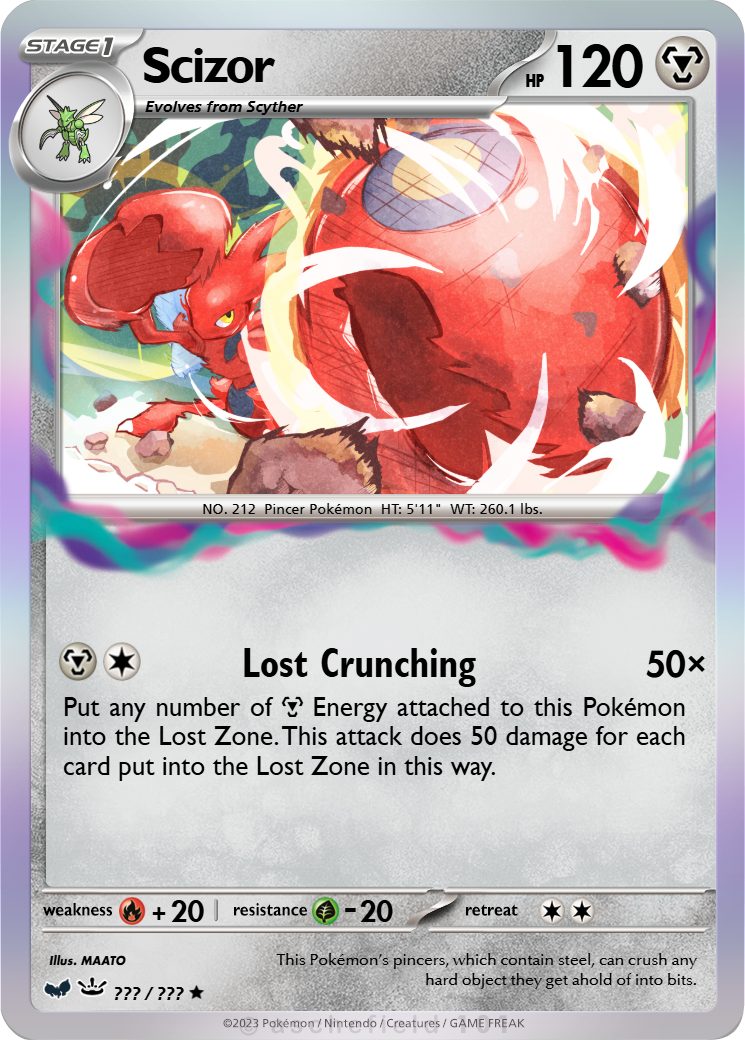 STAGE1
Scizor
HP 120
Evolves from Scyther
NO. 212 Pincer Pokémon HT: 5'11" WT: 260.1 lbs.
Lost Crunching 50×
Put any number of Energy attached to this Pokémon
into the Lost Zone. This attack does 50 damage for each
card put into the Lost Zone in this way.
weakness +20 resistance -20 retreat
Illus. MAATO
This Pokémon's pincers, which contain steel, can crush any
hard object they get ahold of into bits.
??? / ??? ★
©2023 Pokémon / Nintendo / Creatures / GAME FREAK